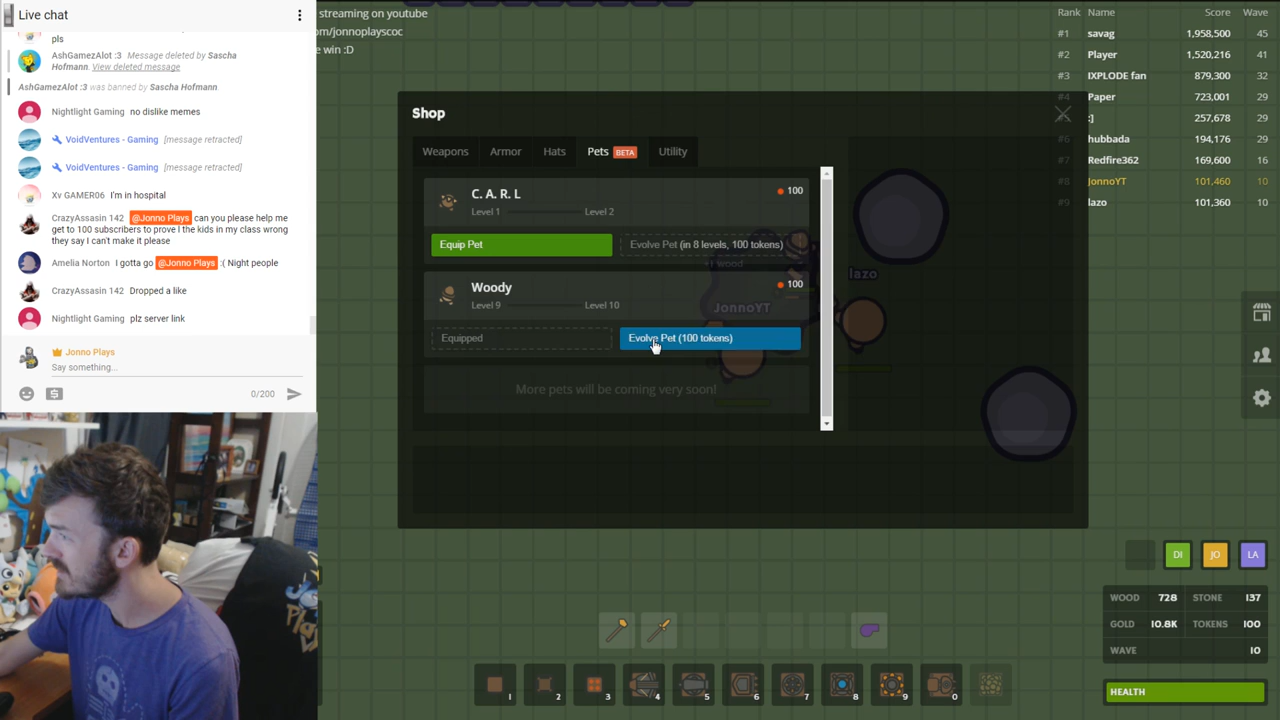 Live chat
pls
AshGamezAlot :3 Message deleted by Sascha
Hofmann. View deleted message
AshGamezAlot :3 was banned by Sascha Hofmann.
Nightlight Gaming no dislike memes
VoidVentures - Gaming [message retracted]
VoidVentures - Gaming [message retracted]
Xv GAMER06 I'm in hospital
CrazyAssasin 142 @Jonno Plays can you please help me
get to 100 subscribers to prove I the kids in my class wrong
they say I can't make it please
Amelia Norton I gotta go @Jonno Plays :( Night people
CrazyAssasin 142 Dropped a like
Nightlight Gaming plz server link
Jonno Plays
Say something...
0/200
streaming on youtube
om/jonnoplayscoc
e win :D
Shop
Weapons Armor Hats Pets BETA Utility
C. A. R. L 100
Level 1 Level 2
Equip Pet Evolve Pet (in 8 levels, 100 tokens)
Woody 100
Level 9 Level 10
Equipped Evolve Pet (100 tokens)
More pets will be coming very soon!
+1 wood
JonnoYT
lazo
Rank Name Score Wave
#1 savag 1,958,500 45
#2 Player 1,520,216 41
#3 IXPLODE fan 879,300 32
#4 Paper 723,001 29
:] 257,678 29
#6 hubbada 194,176 29
#7 Redfire362 169,600 16
#8 JonnoYT 101,460 10
#9 lazo 101,360 10
DI JO LA
WOOD 728 STONE 137
GOLD 10.8K TOKENS 100
WAVE 10
HEALTH
1 2 3 4 5 6 7 8 9 0